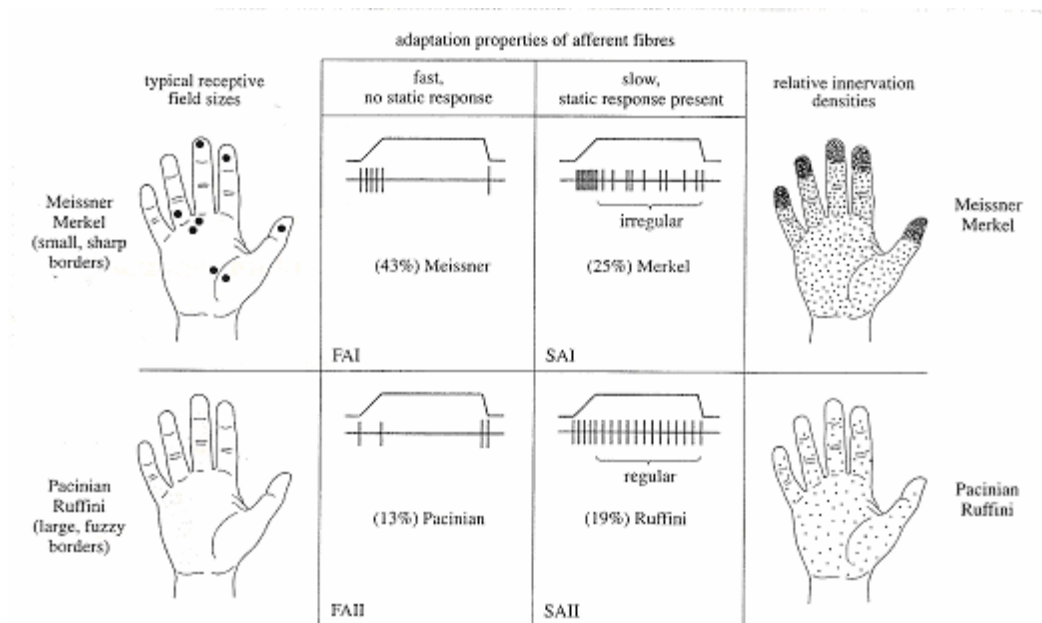 adaptation properties of afferent fibres
typical receptive
field sizes
fast,
no static response
slow,
static response present
relative innervation
densities
Meissner
Merkel
(small, sharp
borders)
irregular
(43%) Meissner
(25%) Merkel
FAI
SAI
Meissner
Merkel
Pacinian
Ruffini
(large, fuzzy
borders)
regular
(13%) Pacinian
(19%) Ruffini
FAII
SAII
Pacinian
Ruffini